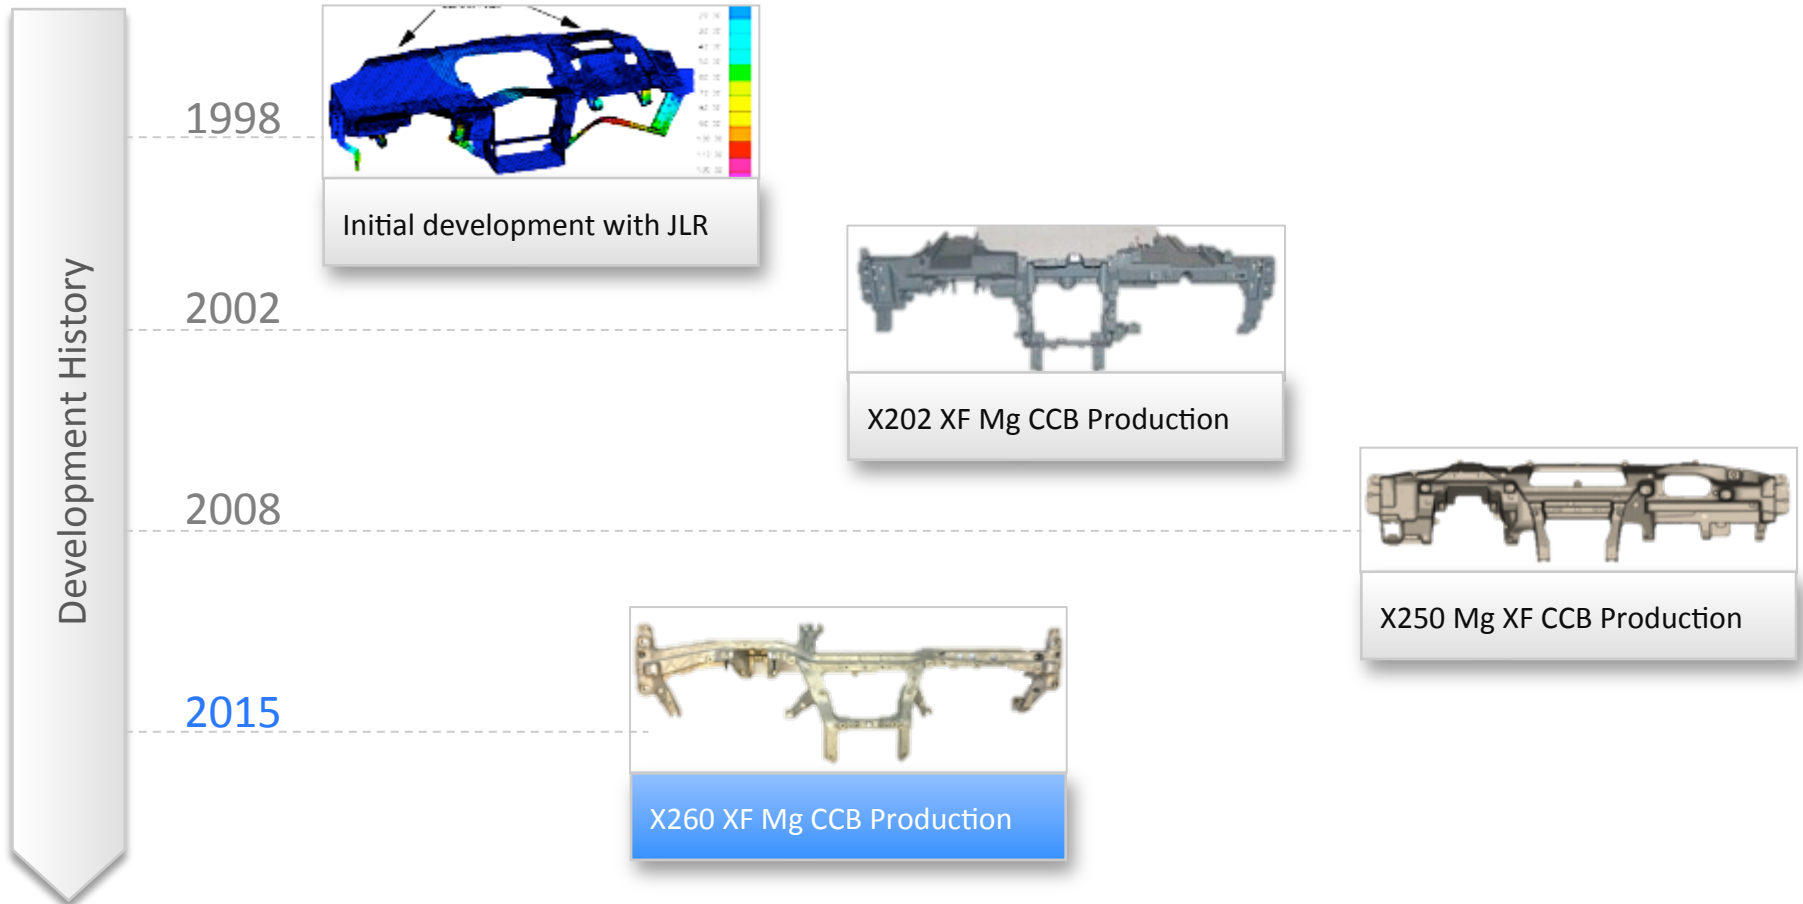 Development History
1998
Initial development with JLR
2002
X202 XF Mg CCB Production
2008
X250 Mg XF CCB Production
2015
X260 XF Mg CCB Production